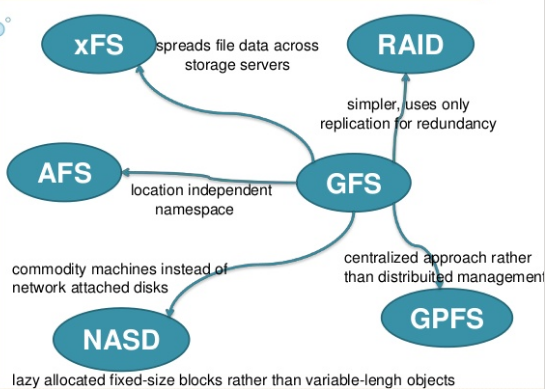 xFS
spreads file data across
storage servers
RAID
simpler, uses only
replication for redundancy
AFS
location independent
namespace
GFS
commodity machines instead of
network attached disks
centralized approach rather
than distribuited management
NASD
GPFS
lazy allocated fixed-size blocks rather than variable-lengh objects